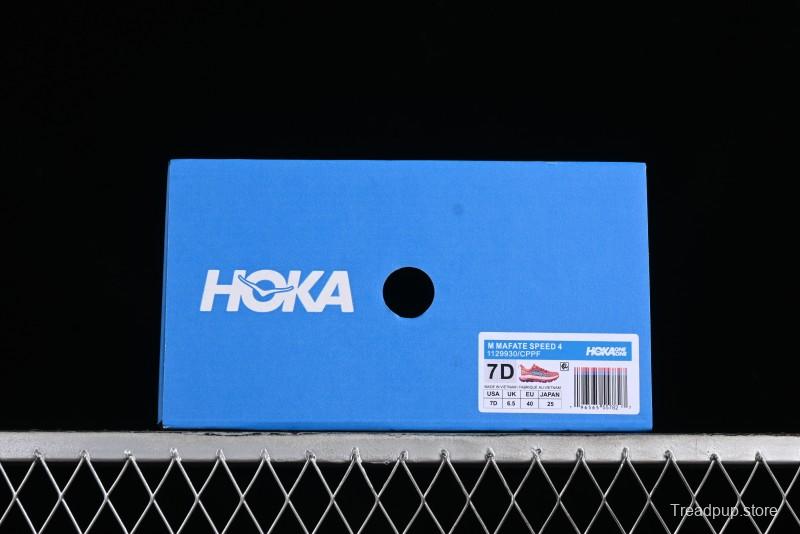 HOKA
M MAFATE SPEED 4
1129930/CPPF
HOKA ONE ONE
7D
MADE IN VIETNAM / FABRIQUE AU VIETNAM
USA UK EU JAPAN
7D 6.5 40 25
Treadpup.store